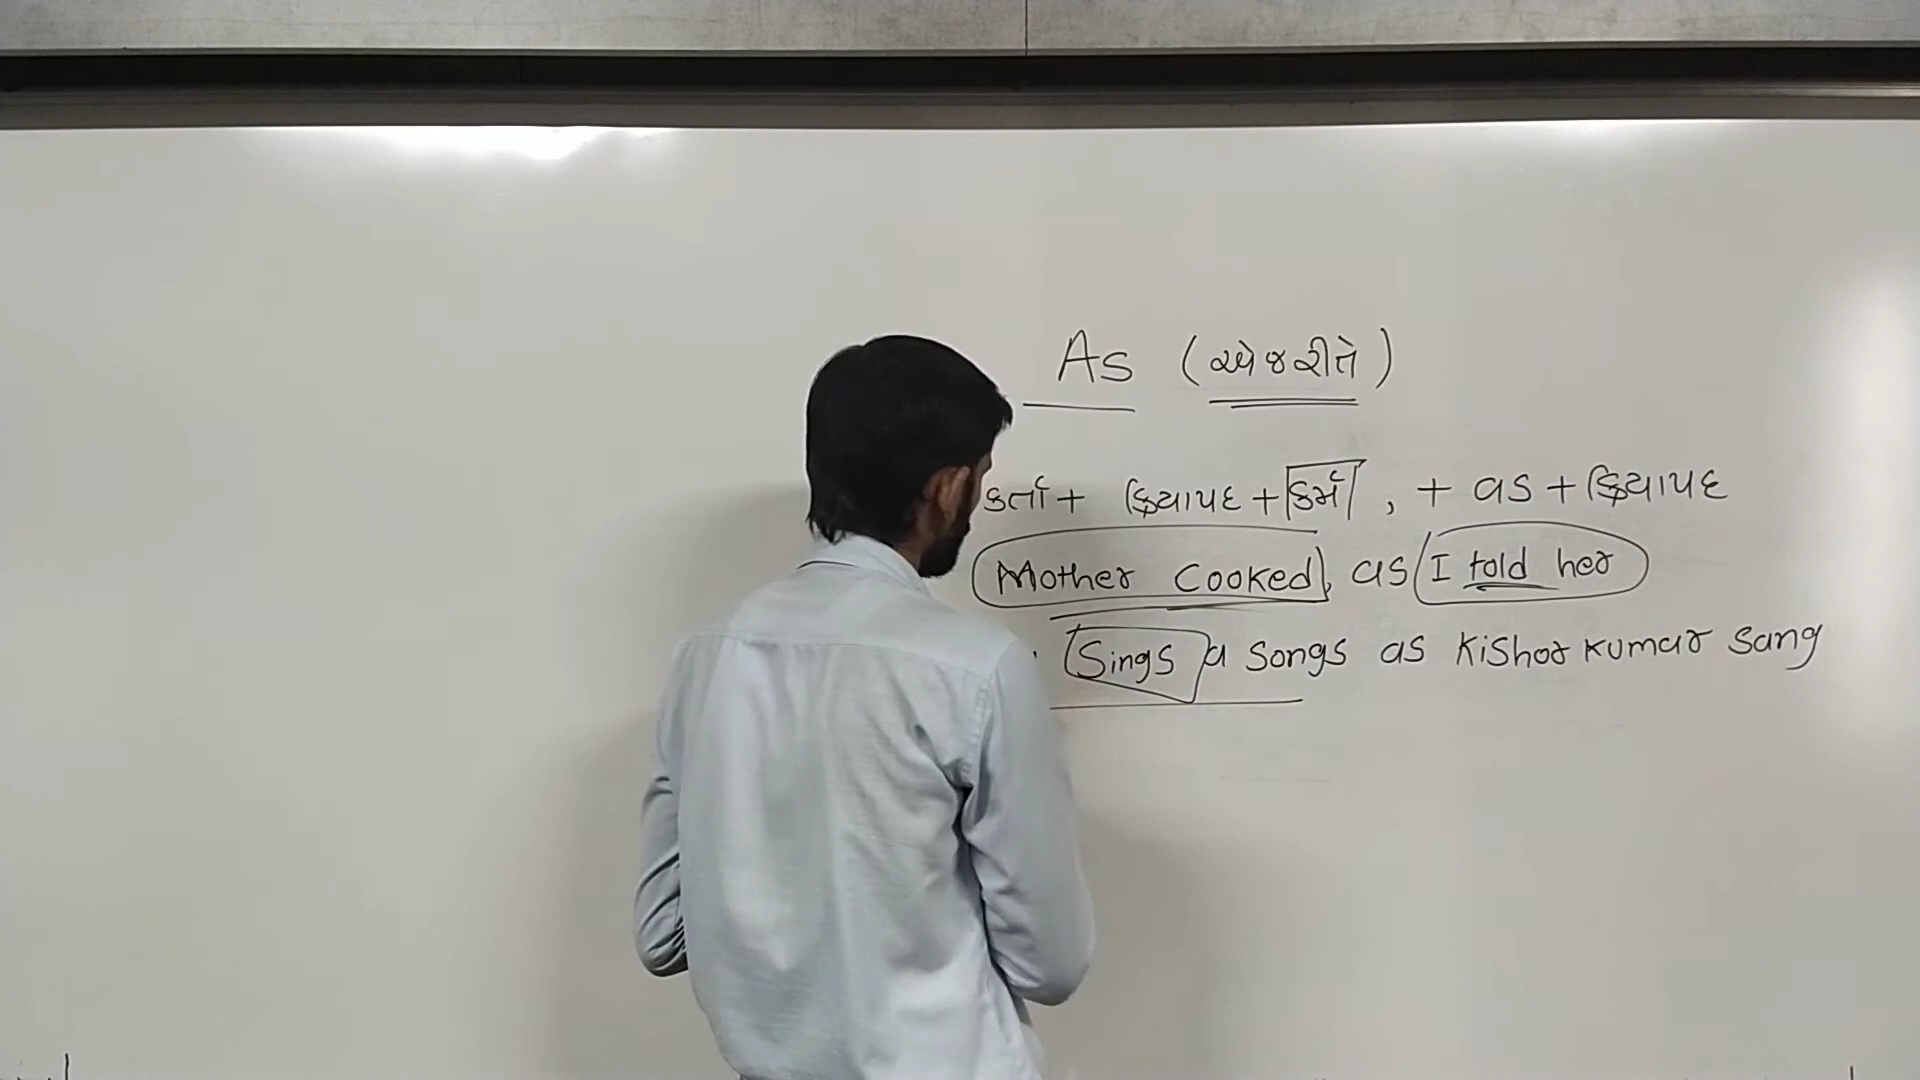 As (એજ રીતે)
કર્તા + ક્રિયાપદ + કર્મ, + as + ક્રિયાપદ
Mother Cooked, as I told her
Sings a songs as Kishor kumar sang